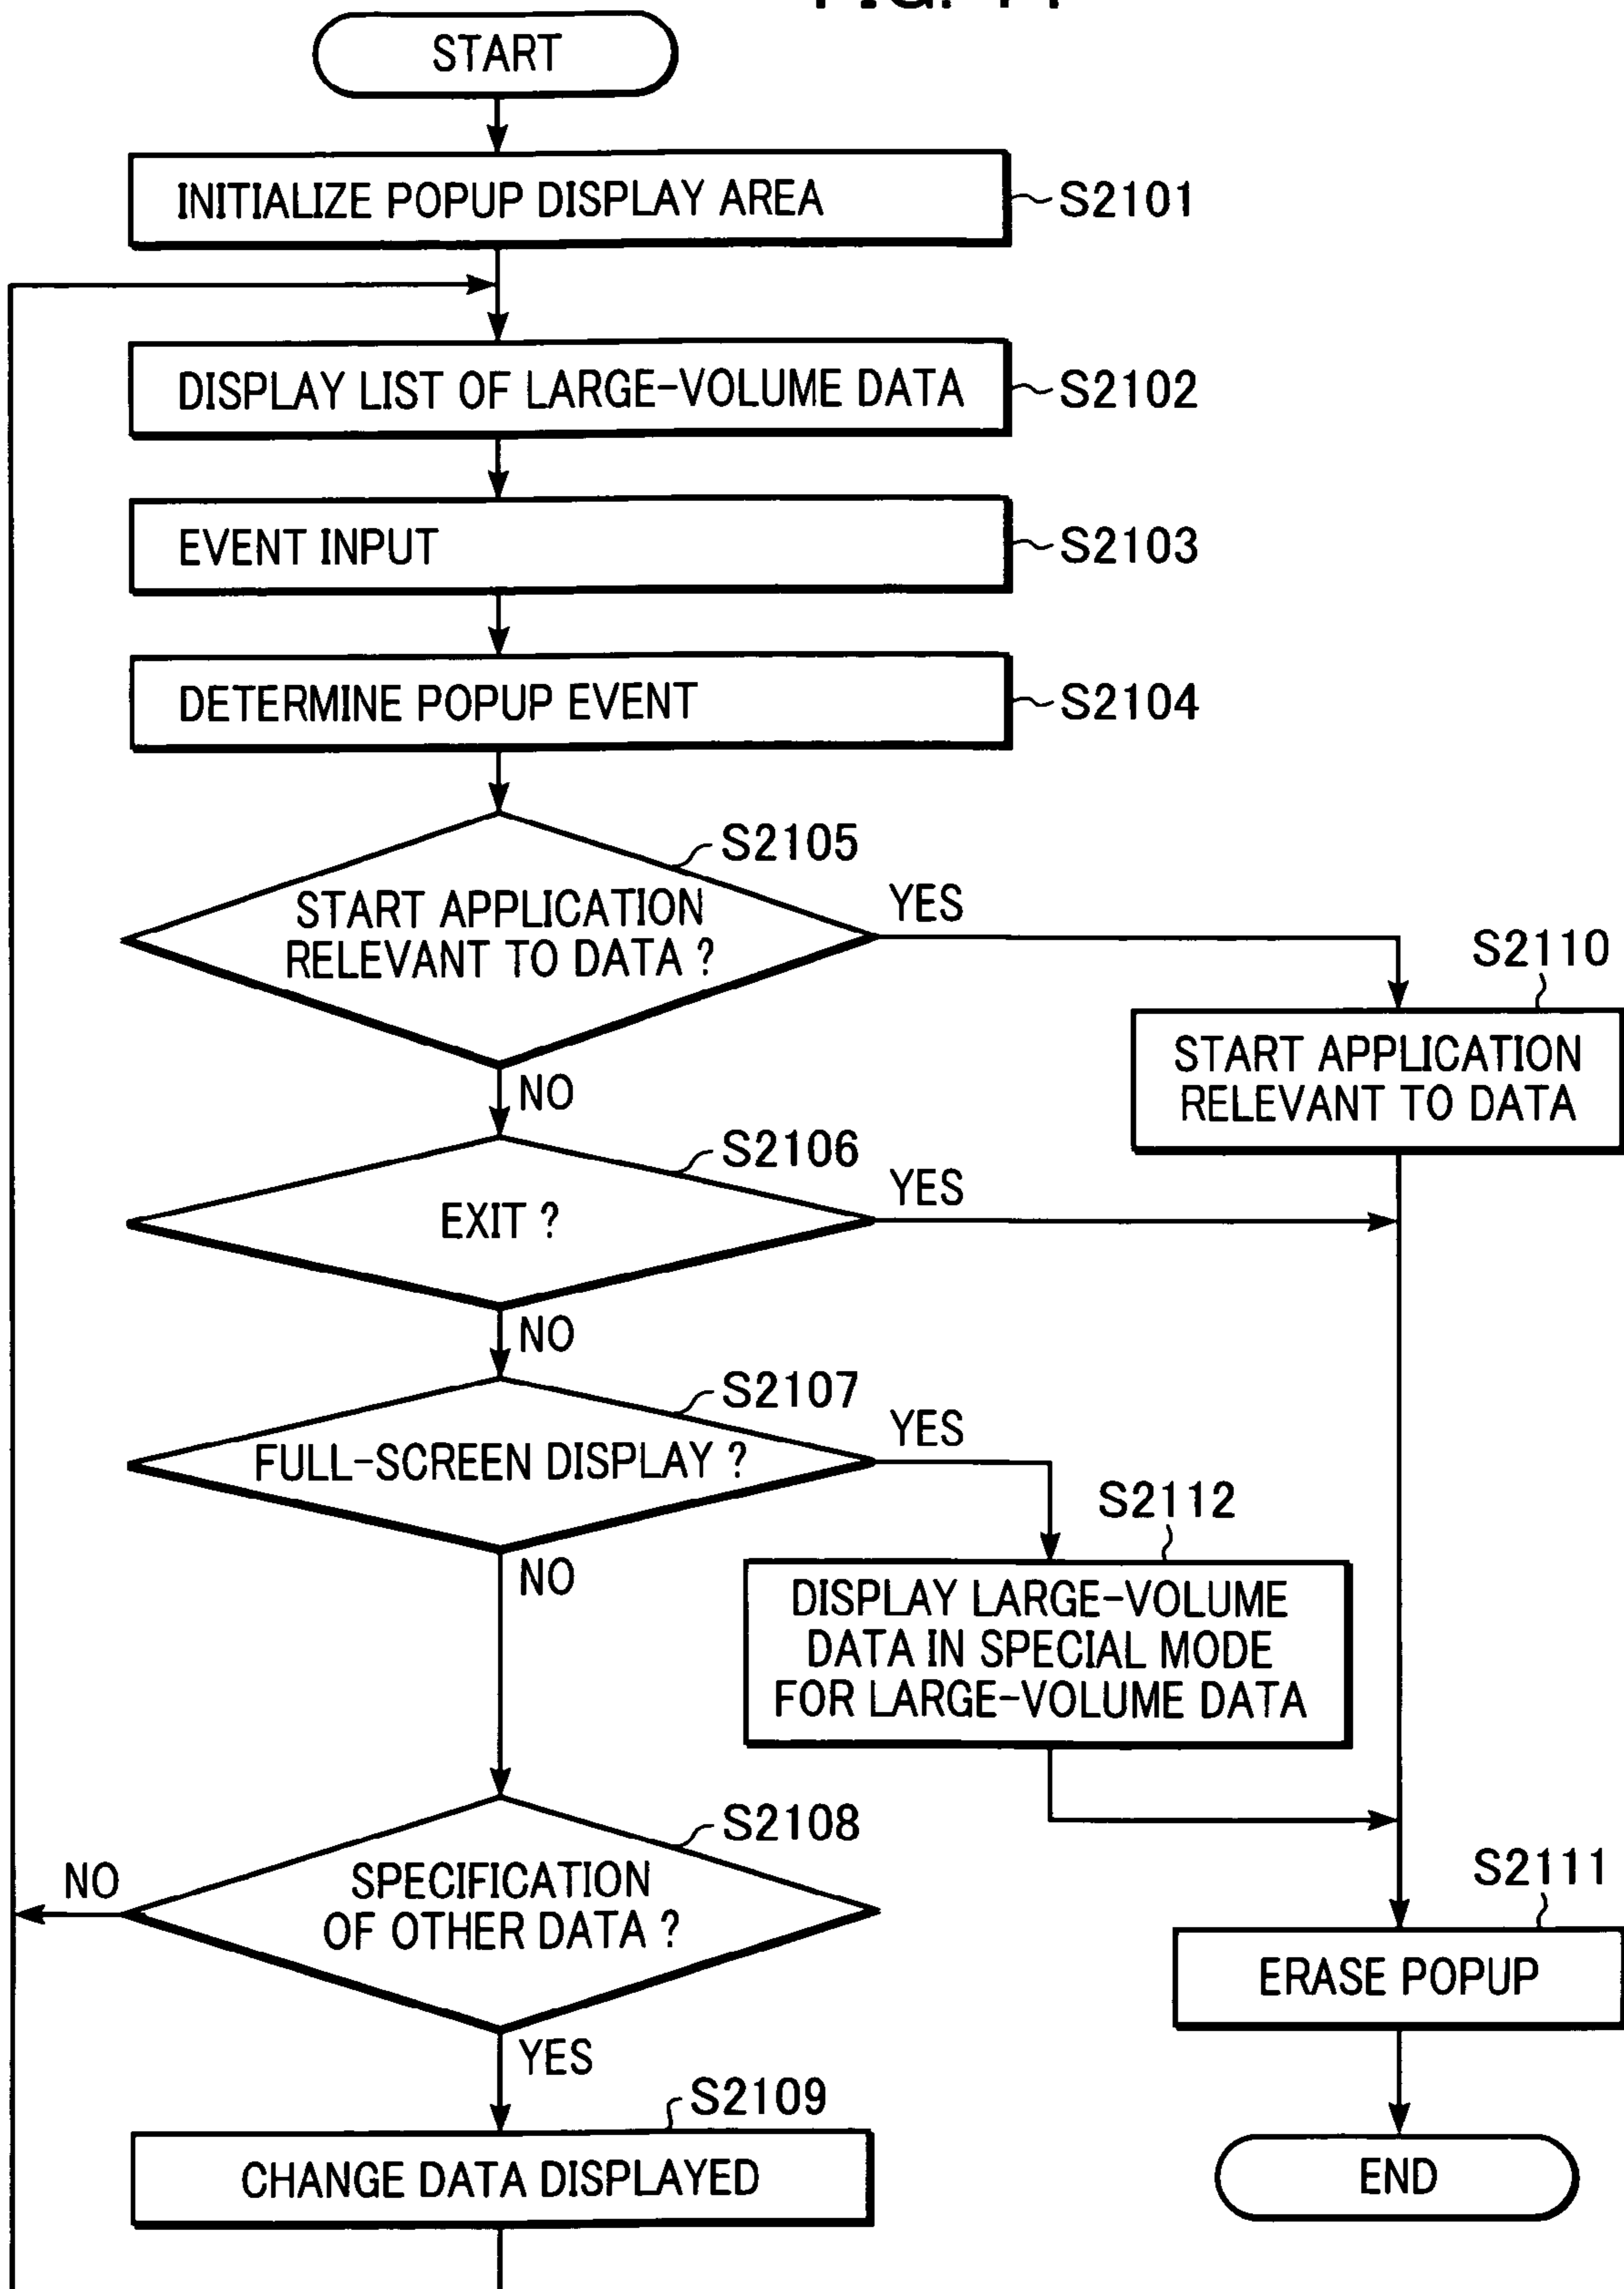 START
INITIALIZE POPUP DISPLAY AREA
S2101
DISPLAY LIST OF LARGE-VOLUME DATA
S2102
EVENT INPUT
S2103
DETERMINE POPUP EVENT
S2104
S2105
START APPLICATION
RELEVANT TO DATA ?
YES
NO
S2110
START APPLICATION
RELEVANT TO DATA
S2106
EXIT ?
YES
NO
S2107
FULL-SCREEN DISPLAY ?
YES
NO
S2112
DISPLAY LARGE-VOLUME
DATA IN SPECIAL MODE
FOR LARGE-VOLUME DATA
S2108
SPECIFICATION
OF OTHER DATA ?
NO
YES
S2111
ERASE POPUP
S2109
CHANGE DATA DISPLAYED
END